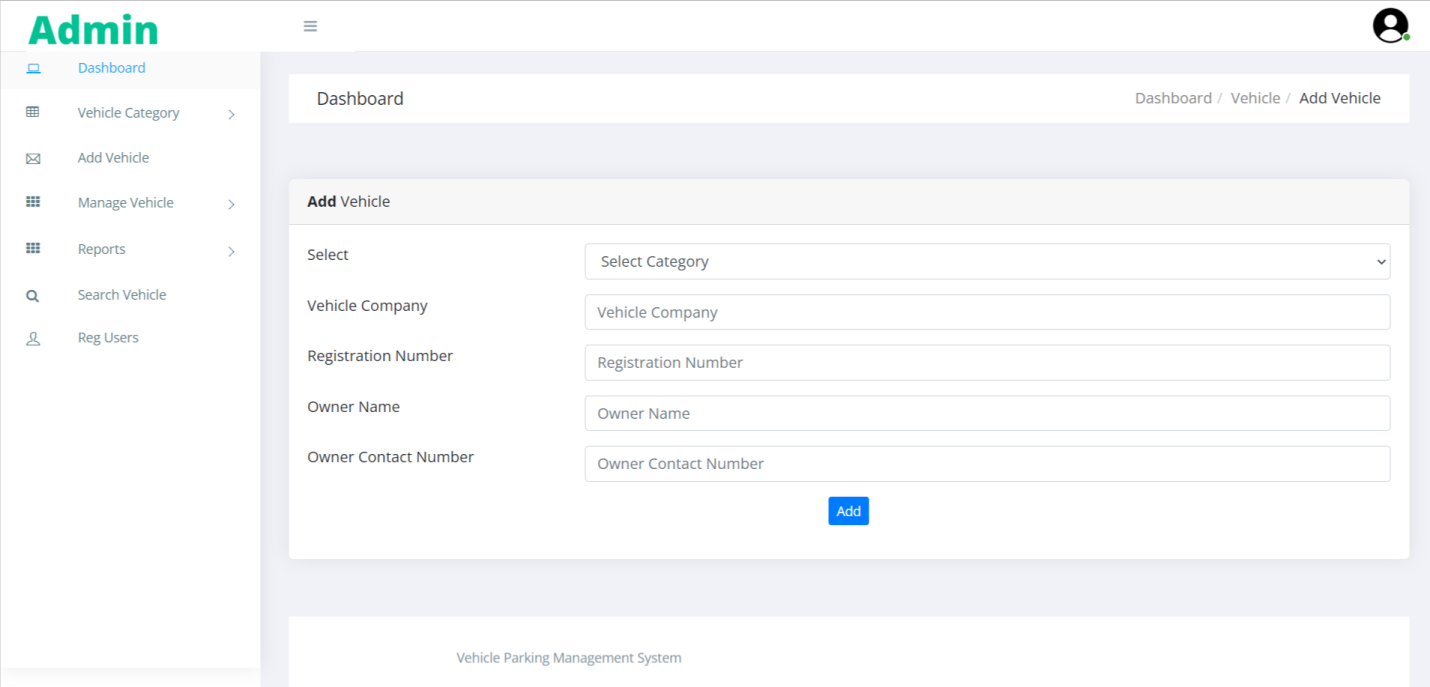 Admin
Dashboard
Vehicle Category
Add Vehicle
Manage Vehicle
Reports
Search Vehicle
Reg Users
Dashboard
Dashboard / Vehicle / Add Vehicle
Add Vehicle
Select
Select Category
Vehicle Company
Vehicle Company
Registration Number
Registration Number
Owner Name
Owner Name
Owner Contact Number
Owner Contact Number
Add
Vehicle Parking Management System